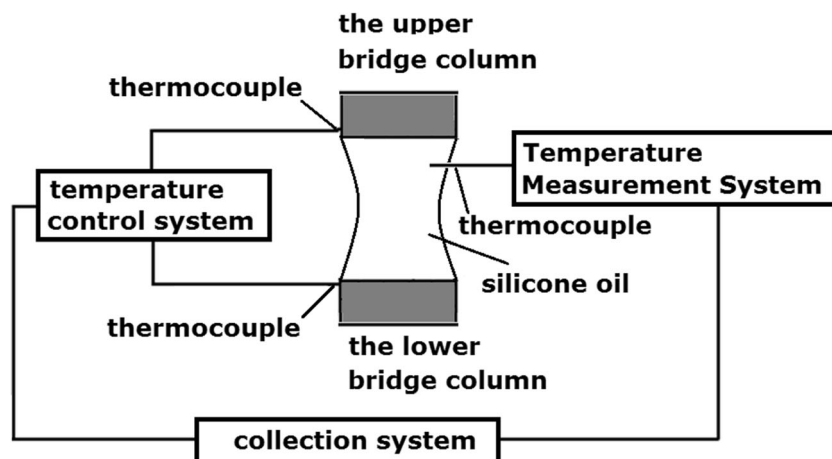 the upper
bridge column
thermocouple
Temperature
Measurement System
temperature
control system
thermocouple
silicone oil
thermocouple
the lower
bridge column
collection system